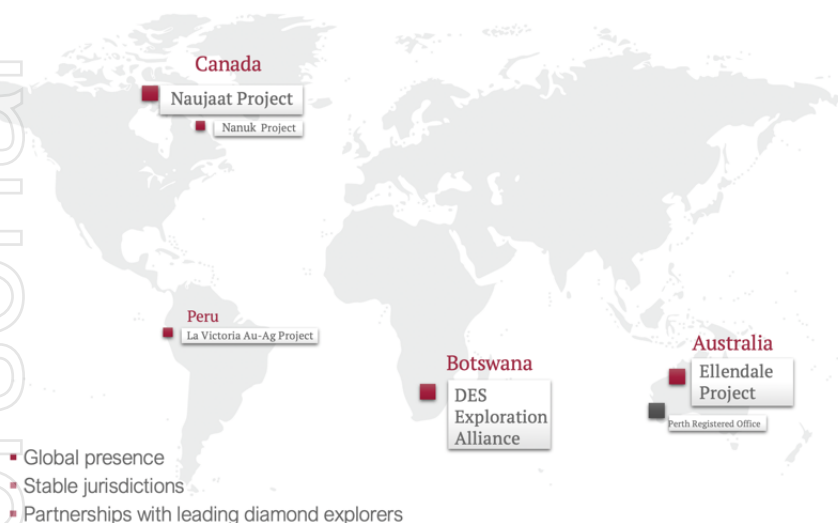 Canada
Naujaat Project
Nanuk Project
Peru
La Victoria Au-Ag Project
Botswana
DES
Exploration
Alliance
Australia
Ellendale
Project
Perth Registered Office
Global presence
Stable jurisdictions
Partnerships with leading diamond explorers